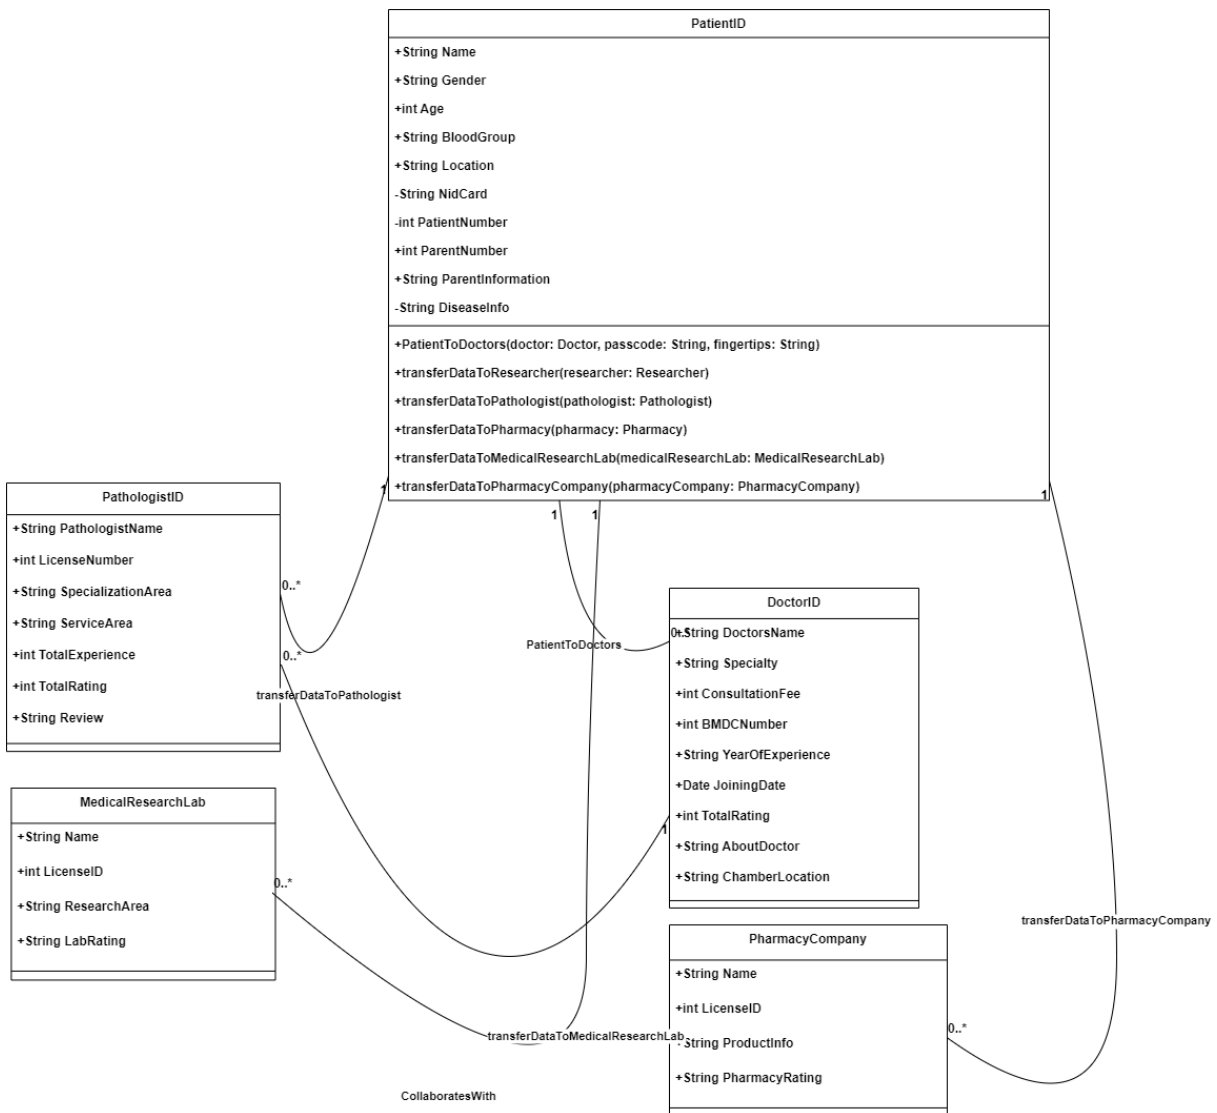 PatientID
+String Name
+String Gender
+int Age
+String BloodGroup
+String Location
-String NidCard
-int PatientNumber
+int ParentNumber
+String ParentInformation
-String DiseaseInfo
+PatientToDoctors(doctor: Doctor, passcode: String, fingertips: String)
+transferDataToResearcher(researcher: Researcher)
+transferDataToPathologist(pathologist: Pathologist)
+transferDataToPharmacy(pharmacy: Pharmacy)
+transferDataToMedicalResearchLab(medicalResearchLab: MedicalResearchLab)
+transferDataToPharmacyCompany(pharmacyCompany: PharmacyCompany)
1
1
1
1
PathologistID
+String PathologistName
+int LicenseNumber
+String SpecializationArea
+String ServiceArea
+int TotalExperience
+int TotalRating
+String Review
0..*
0..*
transferDataToPathologist
PatientToDoctors
DoctorID
+String DoctorsName
+String Specialty
+int ConsultationFee
+int BMDCNumber
+String YearOfExperience
+Date JoiningDate
+int TotalRating
+String AboutDoctor
+String ChamberLocation
1
MedicalResearchLab
+String Name
+int LicenseID
+String ResearchArea
+String LabRating
0..*
transferDataToMedicalResearchLab
transferDataToPharmacyCompany
PharmacyCompany
+String Name
+int LicenseID
+String ProductInfo
+String PharmacyRating
0..*
CollaboratesWith